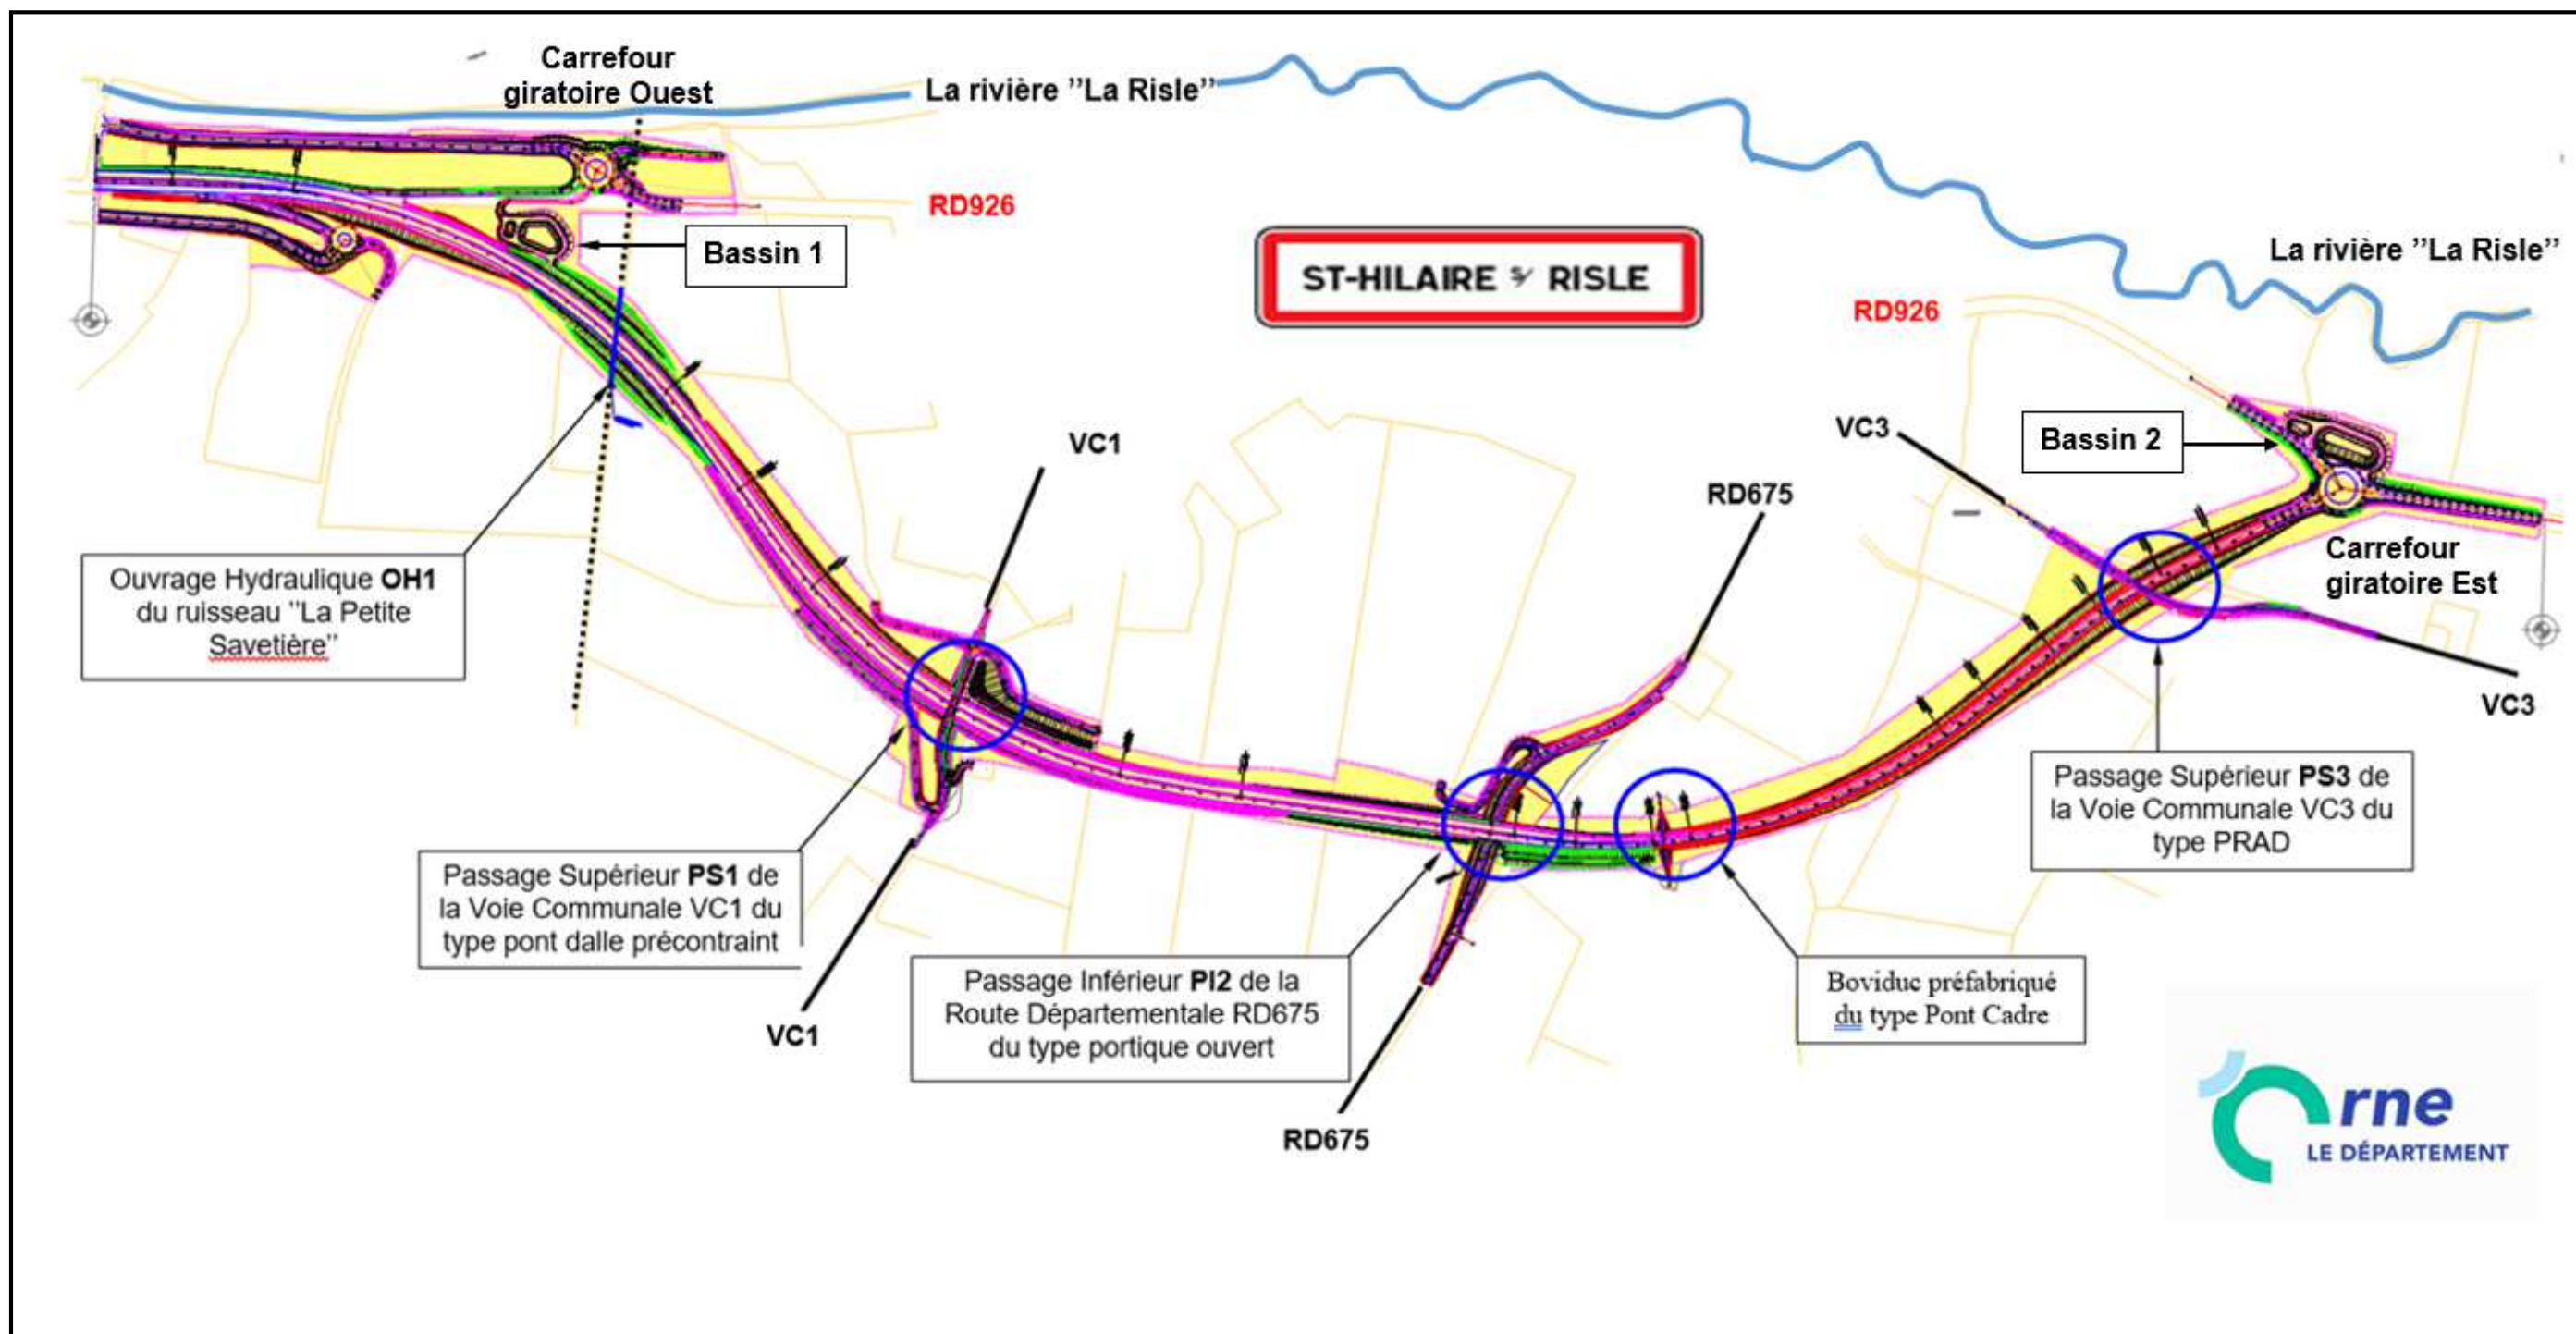 Carrefour
giratoire Ouest
La rivière ”La Risle”
RD926
Bassin 1
ST-HILAIRE s/ RISLE
La rivière ”La Risle”
RD926
VC3
Bassin 2
VC1
RD675
Carrefour
giratoire Est
Ouvrage Hydraulique OH1
du ruisseau ”La Petite
Savetière”
VC3
Passage Supérieur PS3 de
la Voie Communale VC3 du
type PRAD
Passage Supérieur PS1 de
la Voie Communale VC1 du
type pont dalle précontraint
Passage Inférieur PI2 de la
Route Départementale RD675
du type portique ouvert
Boviduc préfabriqué
du type Pont Cadre
VC1
RD675
Orne
LE DÉPARTEMENT